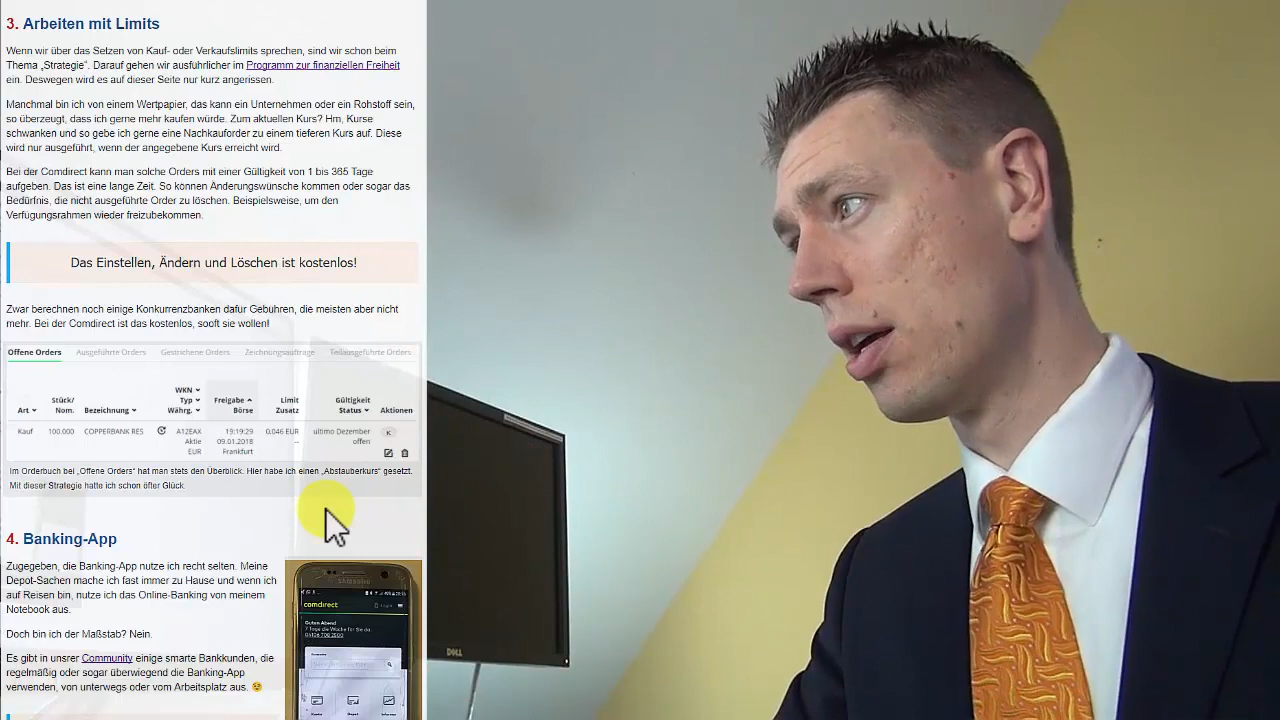 3. Arbeiten mit Limits
Wenn wir über das Setzen von Kauf- oder Verkaufslimits sprechen, sind wir schon beim
Thema „Strategie“. Darauf gehen wir ausführlicher im Programm zur finanziellen Freiheit
ein. Deswegen wird es auf dieser Seite nur kurz angerissen.
Manchmal bin ich von einem Wertpapier, das kann ein Unternehmen oder ein Rohstoff sein,
so überzeugt, dass ich gerne mehr kaufen würde. Zum aktuellen Kurs? Hm, Kurse
schwanken und so gebe ich gerne eine Nachkauforder zu einem tieferen Kurs auf. Diese
wird nur ausgeführt, wenn der angegebene Kurs erreicht wird.
Bei der Comdirect kann man solche Orders mit einer Gültigkeit von 1 bis 365 Tage
aufgeben. Das ist eine lange Zeit. So können Änderungswünsche kommen oder sogar das
Bedürfnis, die nicht ausgeführte Order zu löschen. Beispielsweise, um den
Verfügungsrahmen wieder freizubekommen.
Das Einstellen, Ändern und Löschen ist kostenlos!
Zwar berechnen noch einige Konkurrenzbanken dafür Gebühren, die meisten aber nicht
mehr. Bei der Comdirect ist das kostenlos, sooft sie wollen!
Offene Orders Ausgeführte Orders Gestrichene Orders Zeichnungsaufträge Teilausgeführte Orders
WKN
Stück/ Typ Freigabe Limit Gültigkeit
Art Nom. Bezeichnung Währg. Börse Zusatz Status Aktionen
Kauf 100.000 COPPERBANK RES A12EAX 19:19:29 0,046 EUR ultimo Dezember K
Aktie 09.01.2018 -- offen
EUR Frankfurt
Im Orderbuch bei „Offene Orders“ hat man stets den Überblick. Hier habe ich einen „Abstauberkurs“ gesetzt.
Mit dieser Strategie hatte ich schon öfter Glück.
4. Banking-App
Zugegeben, die Banking-App nutze ich recht selten. Meine
Depot-Sachen mache ich fast immer zu Hause und wenn ich
auf Reisen bin, nutze ich das Online-Banking von meinem
Notebook aus.
Doch bin ich der Maßstab? Nein.
Es gibt in unsrer Community einige smarte Bankkunden, die
regelmäßig oder sogar überwiegend die Banking-App
verwenden, von unterwegs oder vom Arbeitsplatz aus. 😉
SAMSUNG
comdirect Login
Guten Abend
7 Tage die Woche für Sie da.
DELL